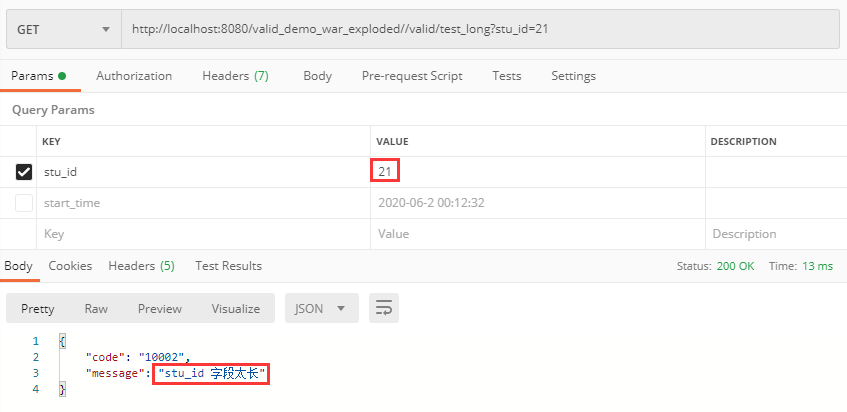 GET http://localhost:8080/valid_demo_war_exploded//valid/test_long?stu_id=21
Params Authorization Headers (7) Body Pre-request Script Tests Settings
Query Params
KEY VALUE DESCRIPTION
stu_id 21
start_time 2020-06-2 00:12:32
Key Value Description
Body Cookies Headers (5) Test Results Status: 200 OK Time: 13 ms
Pretty Raw Preview Visualize JSON
1 {
2 "code": "10002",
3 "message": "stu_id 字段太长"
4 }